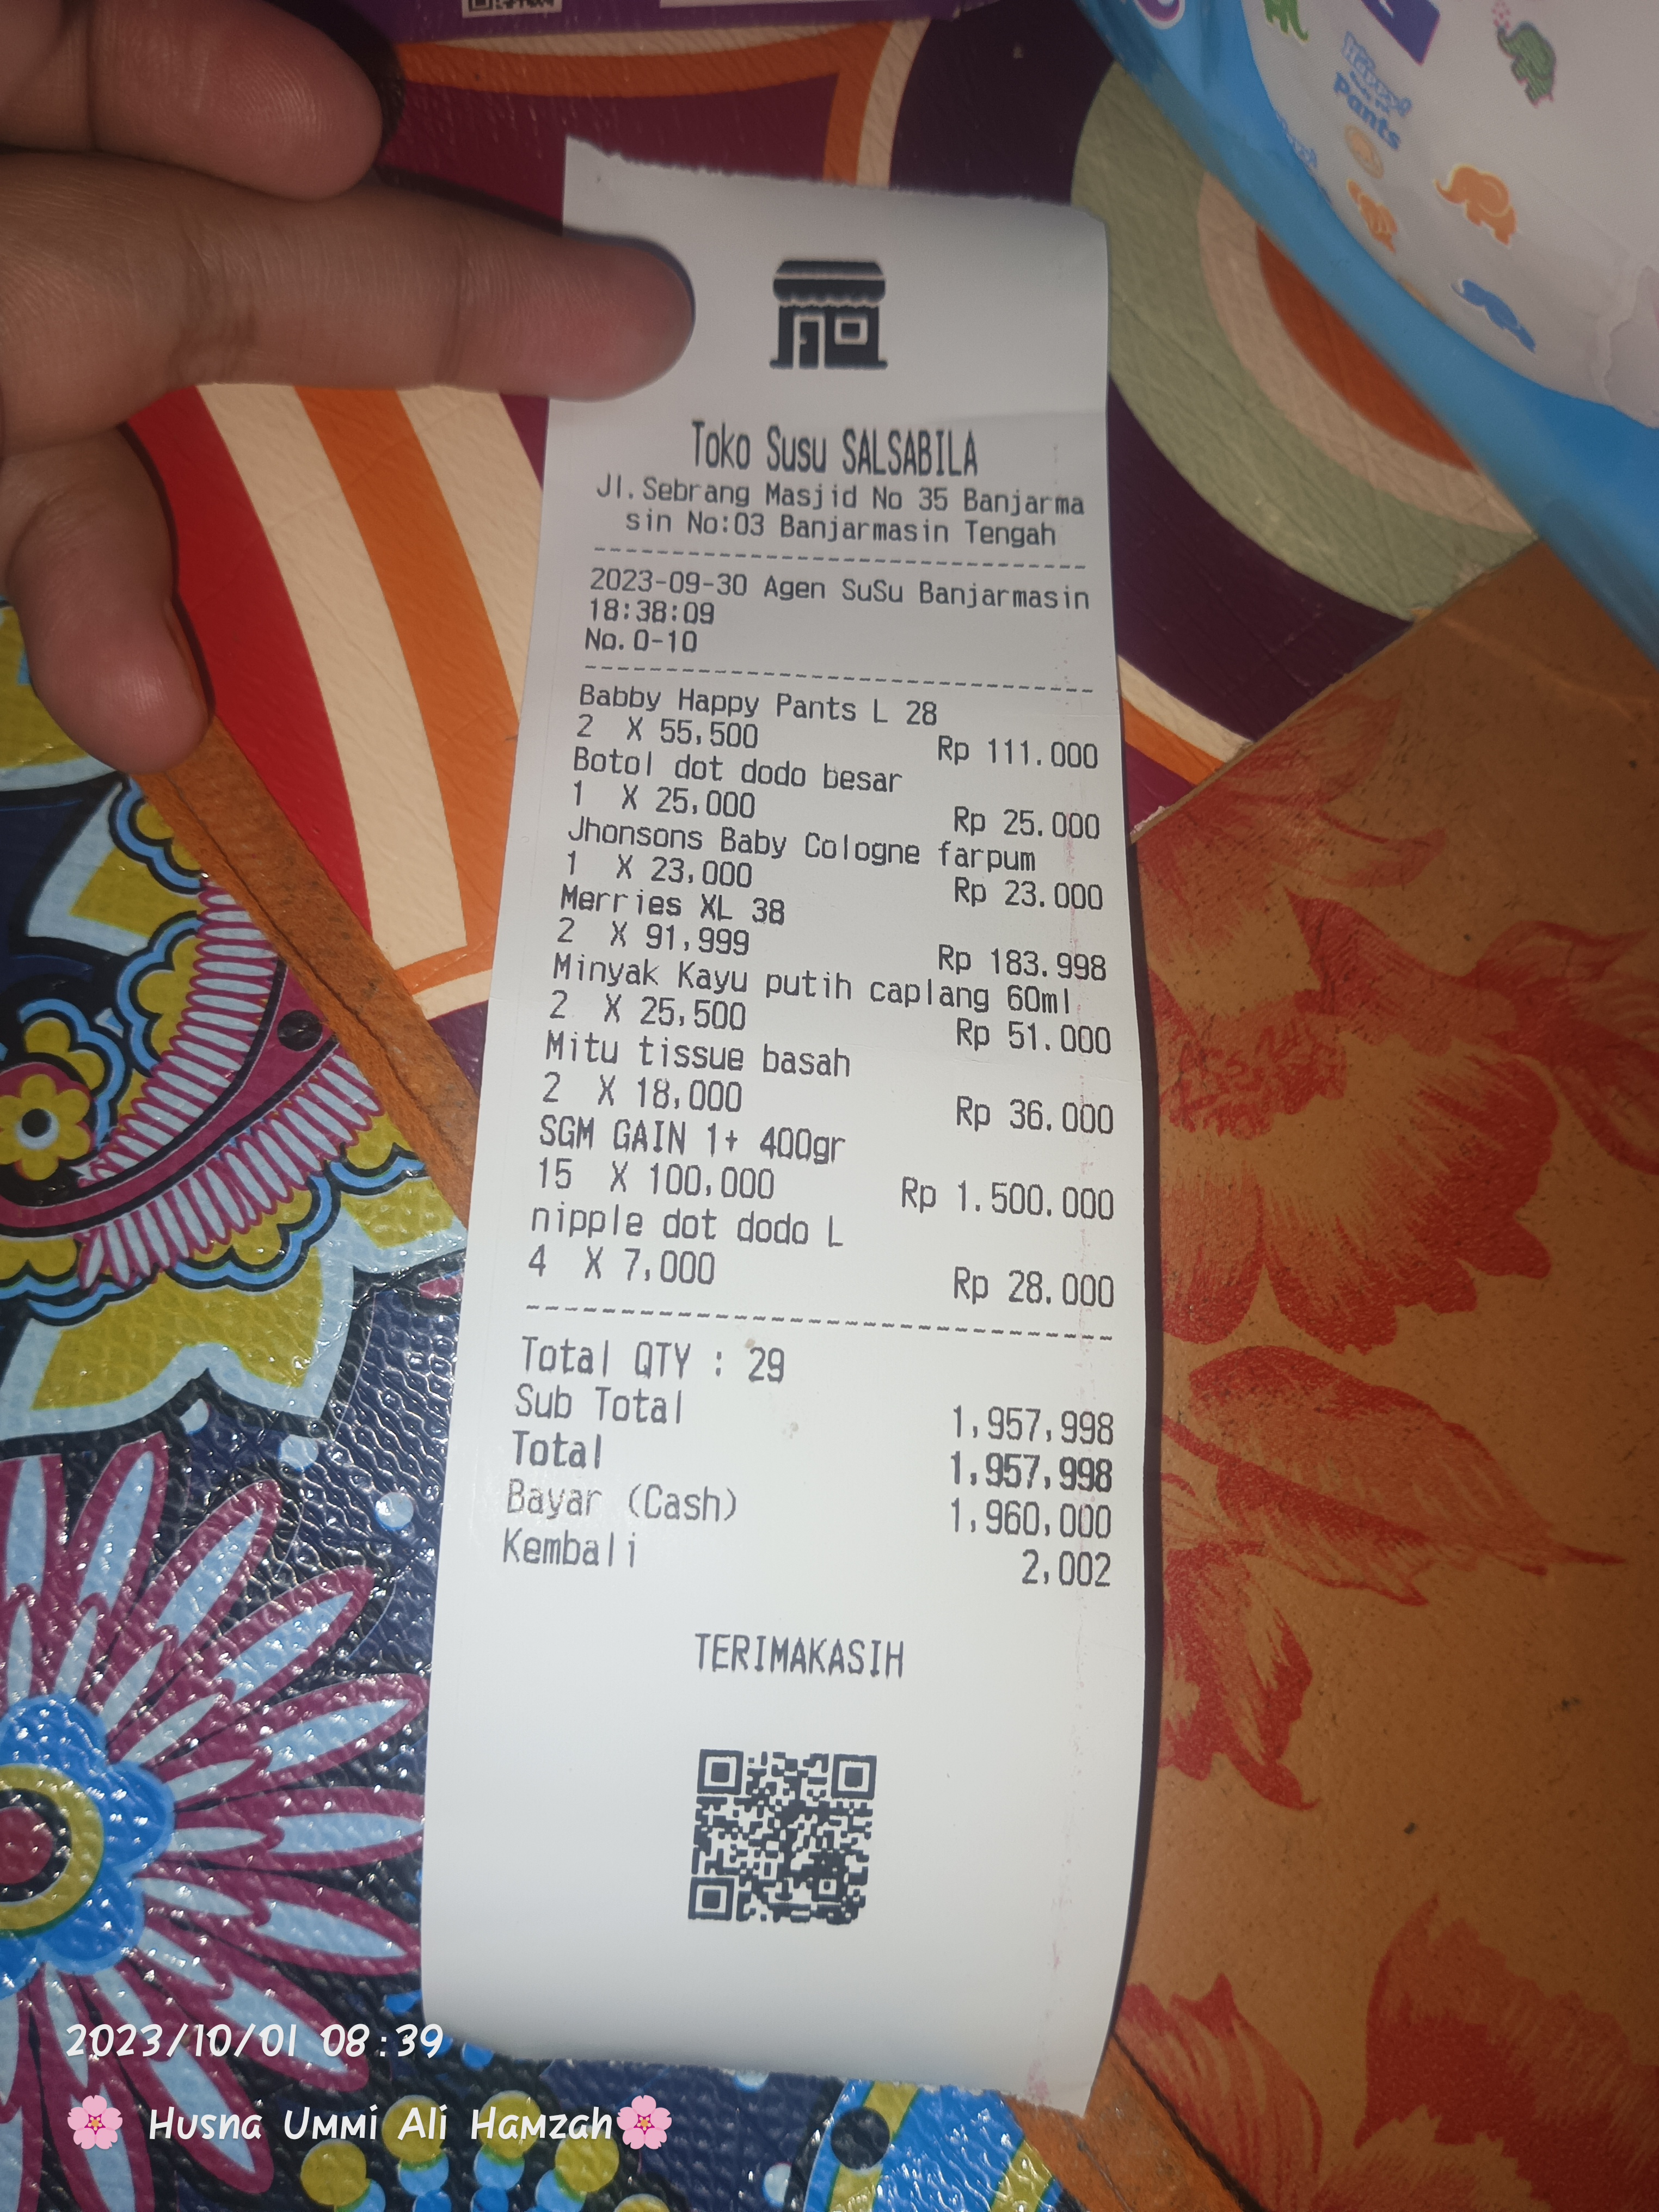 Happy
Pants
Toko Susu SALSABILA
Jl.Sebrang Masjid No 35 Banjarma
sin No:03 Banjarmasin Tengah
2023-09-30 Agen SuSu Banjarmasin
18:38:09
No.0-10
Babby Happy Pants L 28
2 X 55,500 Rp 111.000
Botol dot dodo besar
1 X 25,000 Rp 25.000
Jhonsons Baby Cologne farpum
1 X 23,000 Rp 23.000
Merries XL 38
2 X 91,999 Rp 183.998
Minyak Kayu putih caplang 60ml
2 X 25,500 Rp 51.000
Mitu tissue basah
2 X 18,000 Rp 36.000
SGM GAIN 1+ 400gr
15 X 100,000 Rp 1.500.000
nipple dot dodo L
4 X 7,000 Rp 28.000
Total QTY : 29
Sub Total 1,957,998
Total 1,957,998
Bayar (Cash) 1,960,000
Kembali 2,002
TERIMAKASIH
2023/10/01 08:39
🌸 Husna Ummi Ali Hamzah🌸